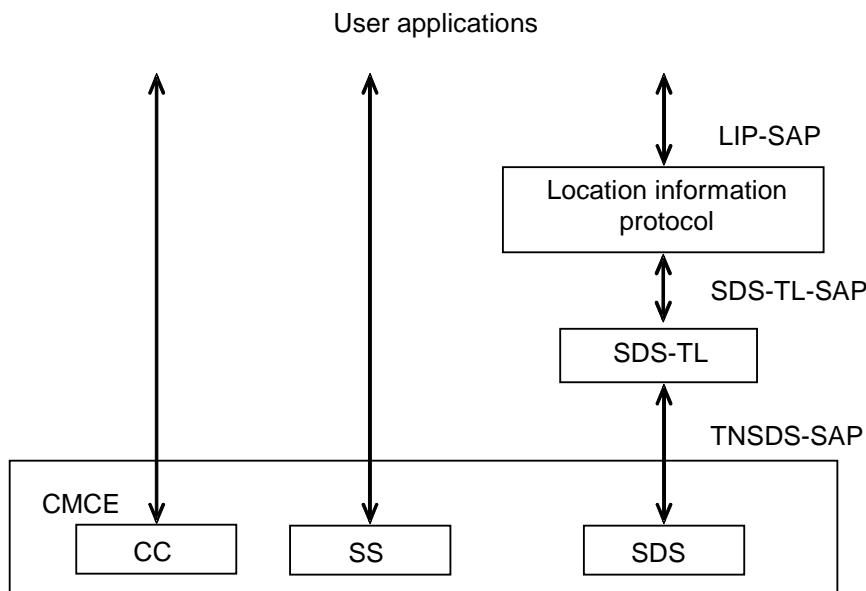 User applications
LIP-SAP
Location information
protocol
SDS-TL-SAP
SDS-TL
TNSDS-SAP
CMCE
CC
SS
SDS